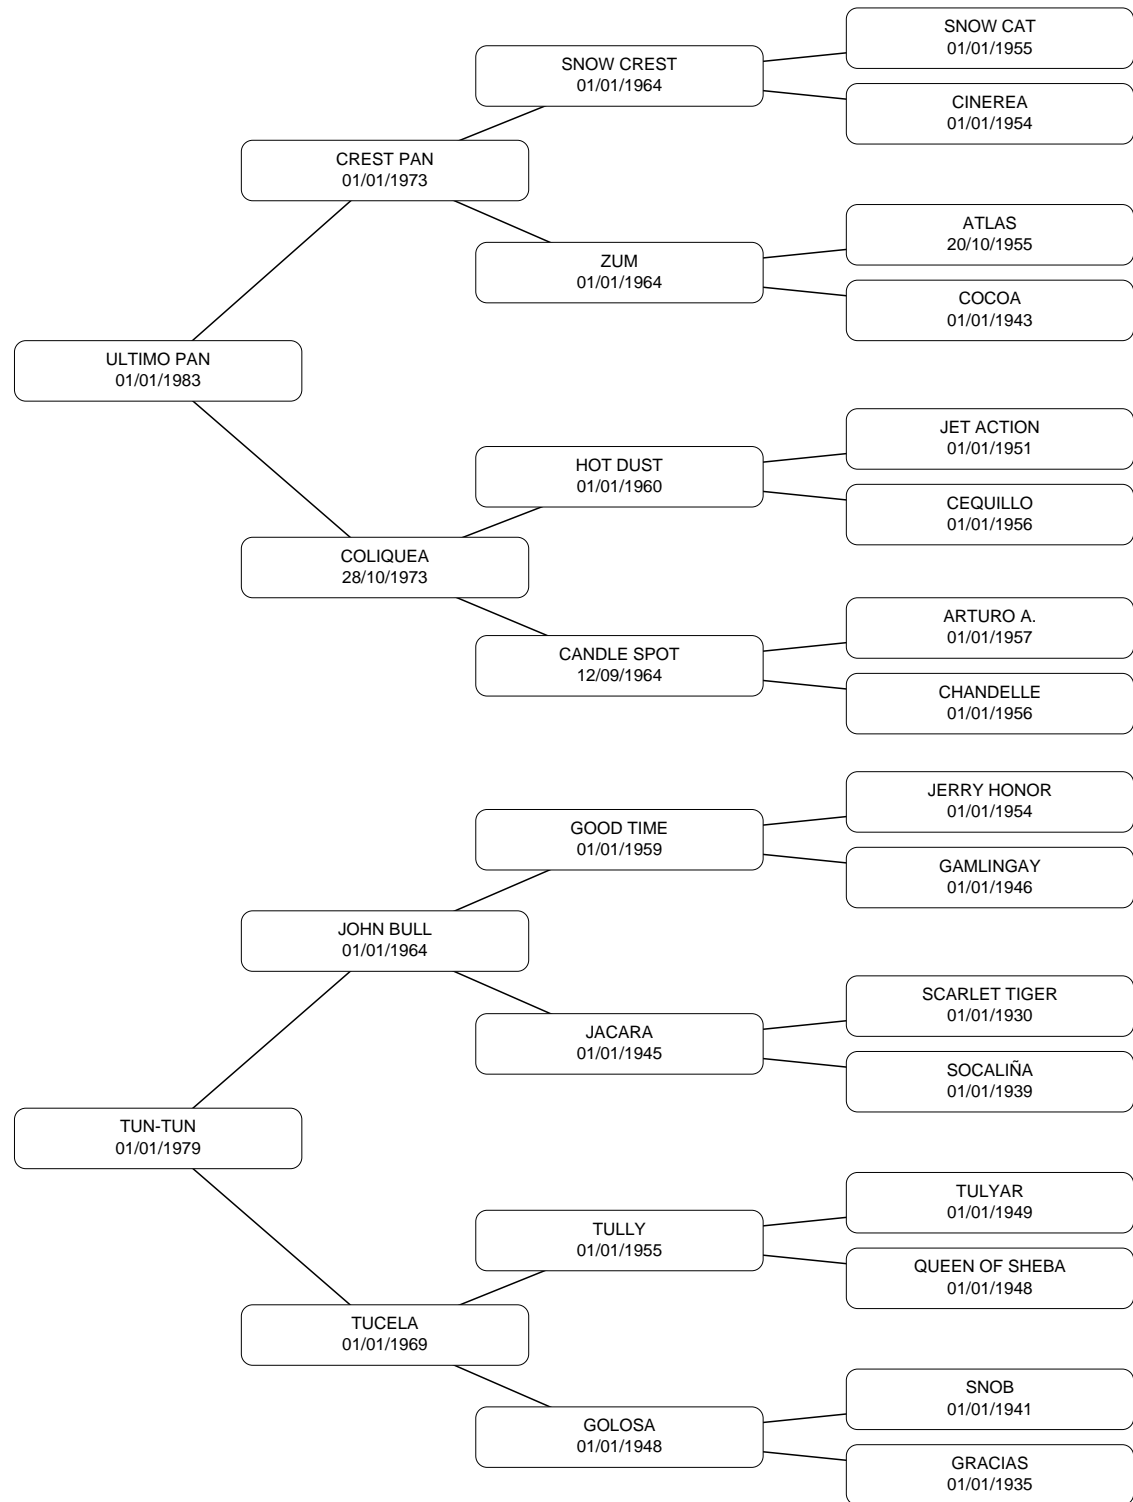 SNOW CAT
01/01/1955
SNOW CREST
01/01/1964
CINEREA
01/01/1954
CREST PAN
01/01/1973
ATLAS
20/10/1955
ZUM
01/01/1964
COCOA
01/01/1943
ULTIMO PAN
01/01/1983
JET ACTION
01/01/1951
HOT DUST
01/01/1960
CEQUILLO
01/01/1956
COLIQUEA
28/10/1973
ARTURO A.
01/01/1957
CANDLE SPOT
12/09/1964
CHANDELLE
01/01/1956
JERRY HONOR
01/01/1954
GOOD TIME
01/01/1959
GAMLINGAY
01/01/1946
JOHN BULL
01/01/1964
SCARLET TIGER
01/01/1930
JACARA
01/01/1945
SOCALIÑA
01/01/1939
TUN-TUN
01/01/1979
TULYAR
01/01/1949
TULLY
01/01/1955
QUEEN OF SHEBA
01/01/1948
TUCELA
01/01/1969
SNOB
01/01/1941
GOLOSA
01/01/1948
GRACIAS
01/01/1935